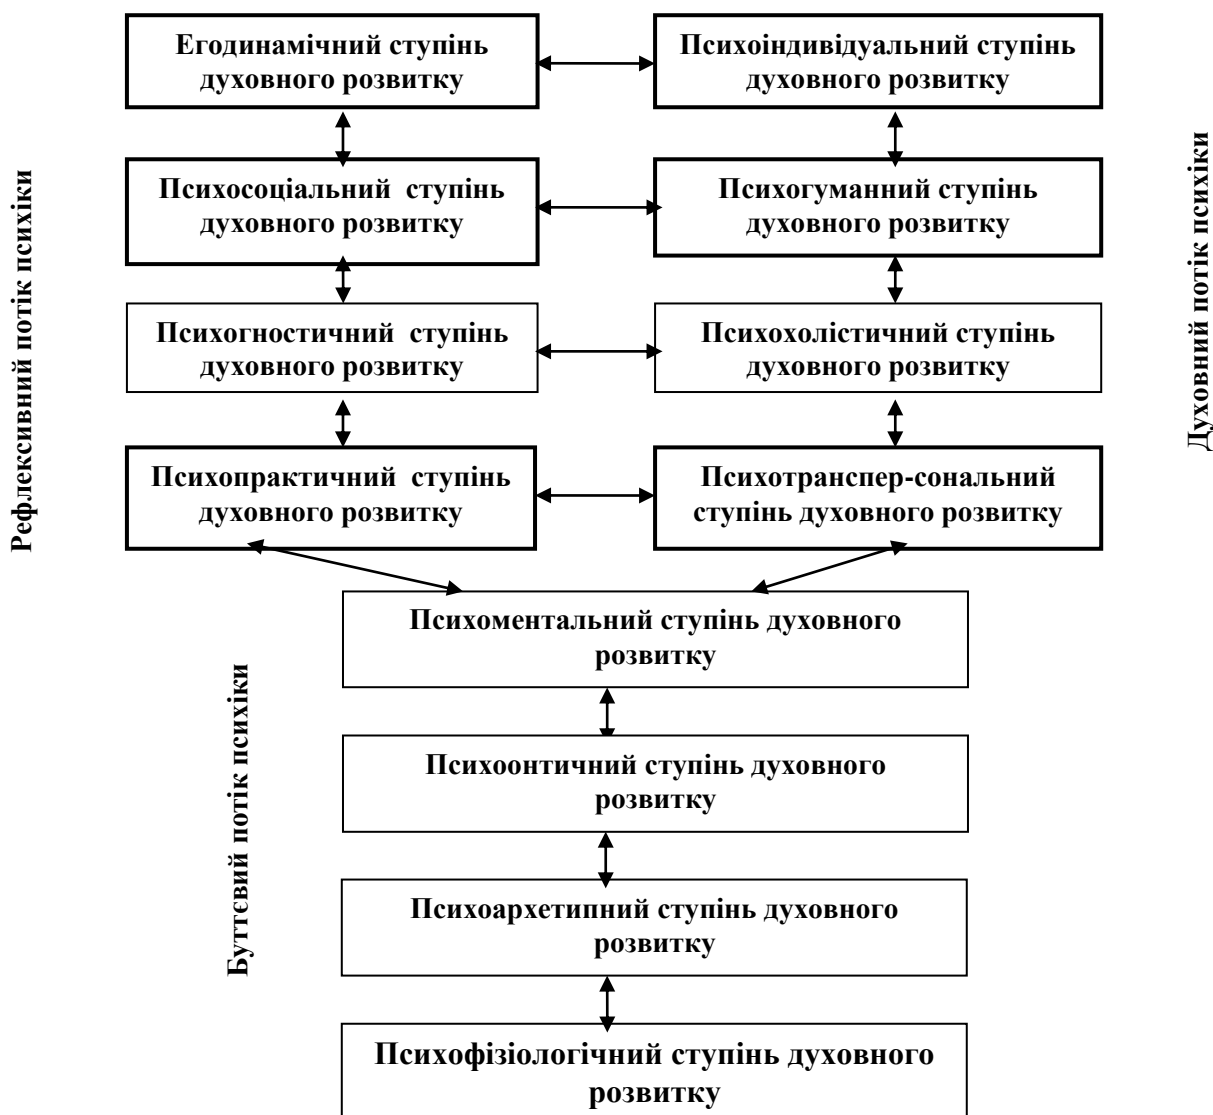 Егодинамічний ступінь
духовного розвитку
Психоіндивідуальний ступінь
духовного розвитку
Психосоціальний ступінь
духовного розвитку
Психогуманний ступінь
духовного розвитку
Психогностичний ступінь
духовного розвитку
Психохолістичний ступінь
духовного розвитку
Психопрактичний ступінь
духовного розвитку
Психотранспер-сональний
ступінь духовного розвитку
Рефлексивний потік психіки
Духовний потік психіки
Психоментальний ступінь духовного
розвитку
Психоонтичний ступінь духовного
розвитку
Психоархетипний ступінь духовного
розвитку
Психофізіологічний ступінь духовного
розвитку
Буттєвий потік психіки